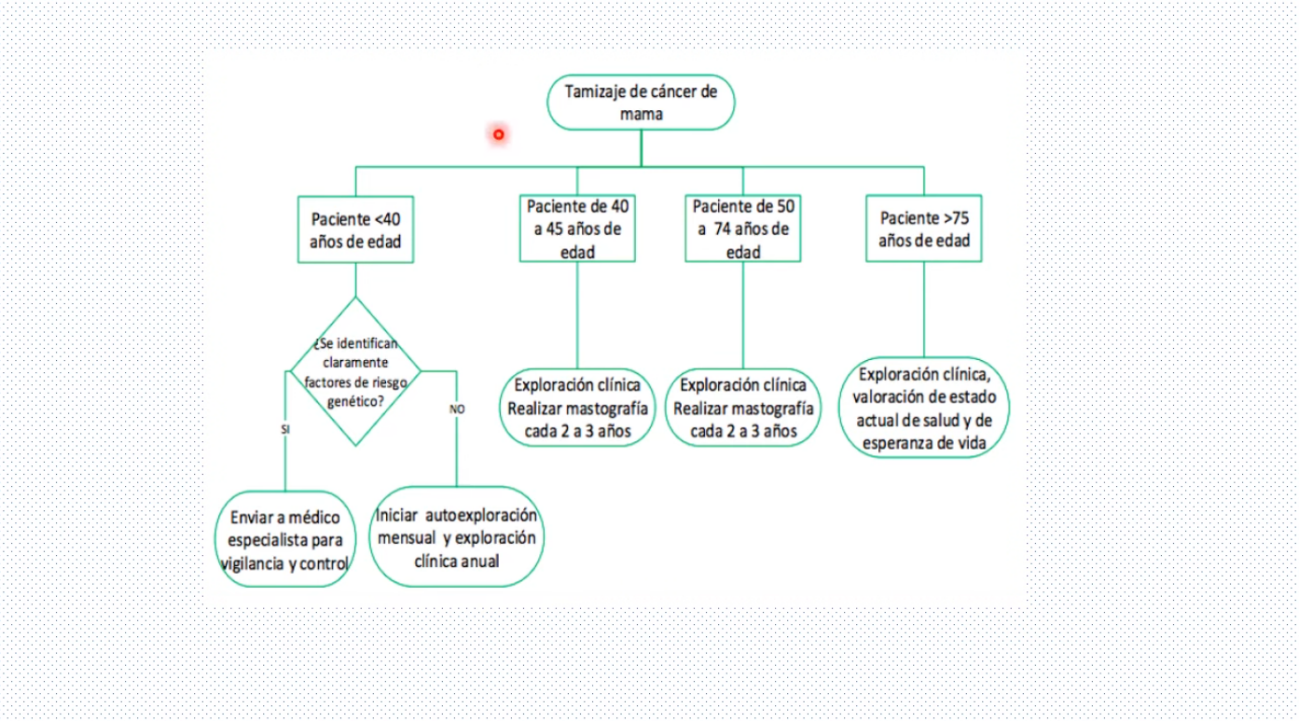 Tamizaje de cáncer de
mama
Paciente <40
años de edad
Paciente de 40
a 45 años de
edad
Paciente de 50
a 74 años de
edad
Paciente >75
años de edad
¿Se identifican
claramente
factores de riesgo
genético?
SI
NO
Exploración clínica
Realizar mastografía
cada 2 a 3 años
Exploración clínica
Realizar mastografía
cada 2 a 3 años
Exploración clínica,
valoración de estado
actual de salud y de
esperanza de vida
Enviar a médico
especialista para
vigilancia y control
Iniciar autoexploración
mensual y exploración
clínica anual